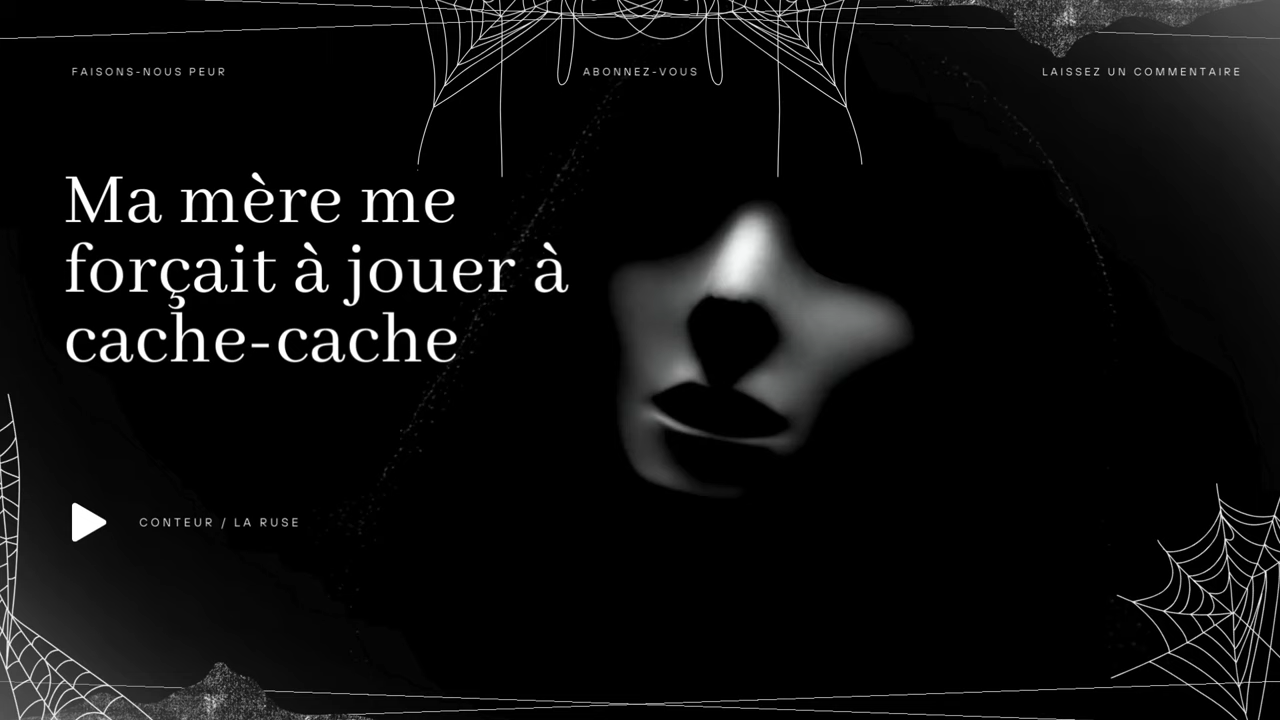 FAISONS-NOUS PEUR
ABONNEZ-VOUS
LAISSEZ UN COMMENTAIRE
Ma mère me
forçait à jouer à
cache-cache
CONTEUR / LA RUSE